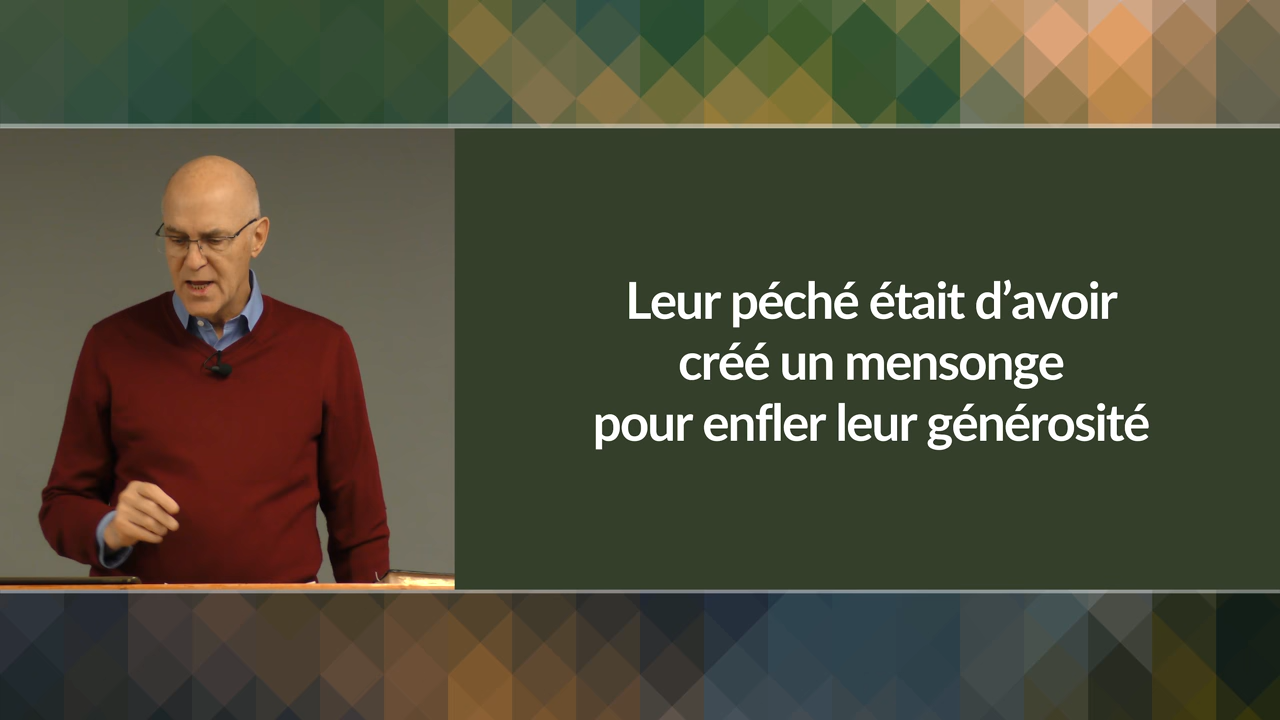 Leur péché était d’avoir
créé un mensonge
pour enfler leur générosité